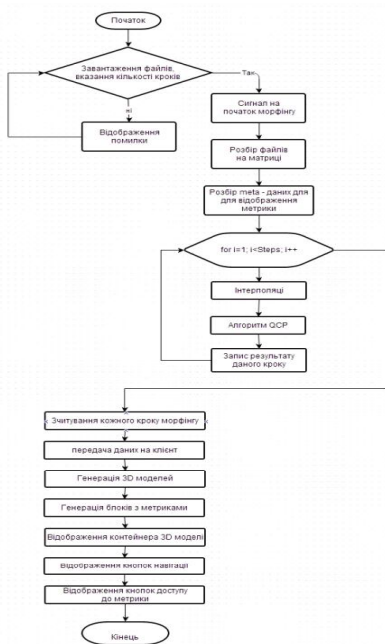 Початок
Завантаження файлів,
вказання кількості кроків
Так
ні
Відображення
помилки
Сигнал на
початок морфінгу
Розбір файлів
на матриці
Розбір meta - даних для
для відображення
метрики
for i=1; i<Steps; i++
Інтерполяці
Алгоритм QCP
Запис результату
даного кроку
Зчитування кожного кроку морфінгу
передача даних на клієнт
Генерація 3D моделей
Генерація блоків з метриками
Відображення контейнера 3D моделі
Відображення кнопок навігації
Відображення кнопок доступу
до метрики
Кінець